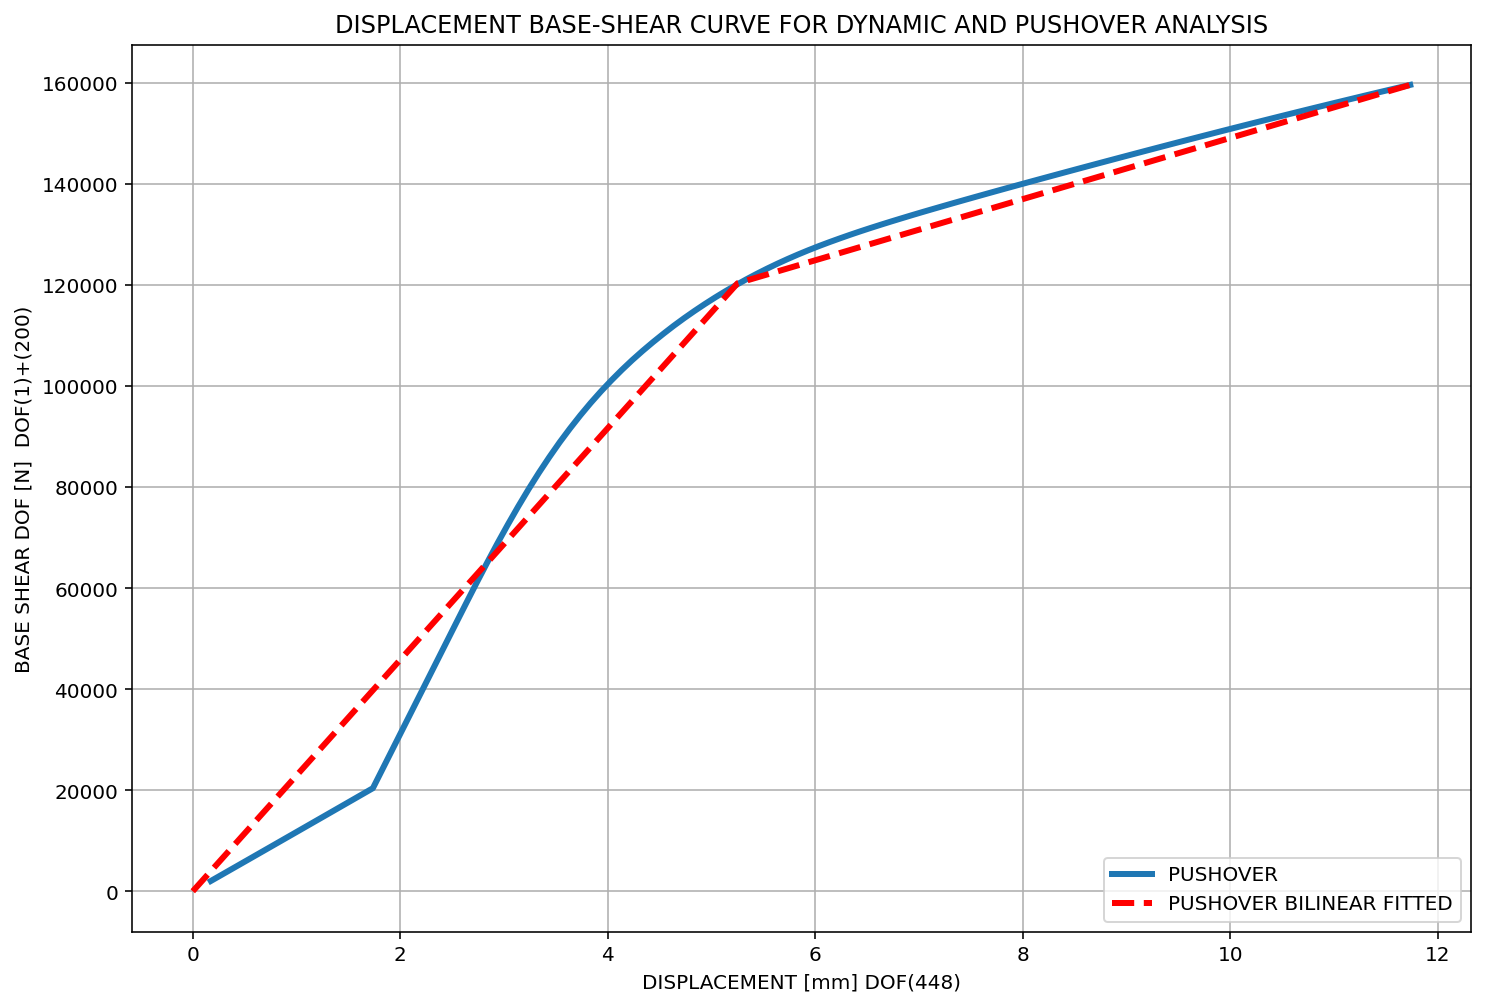 DISPLACEMENT BASE-SHEAR CURVE FOR DYNAMIC AND PUSHOVER ANALYSIS
160000
140000
120000
100000
80000
60000
40000
20000
0
BASE SHEAR DOF [N]  DOF(1)+(200)
0 2 4 6 8 10 12
DISPLACEMENT [mm] DOF(448)
PUSHOVER
PUSHOVER BILINEAR FITTED